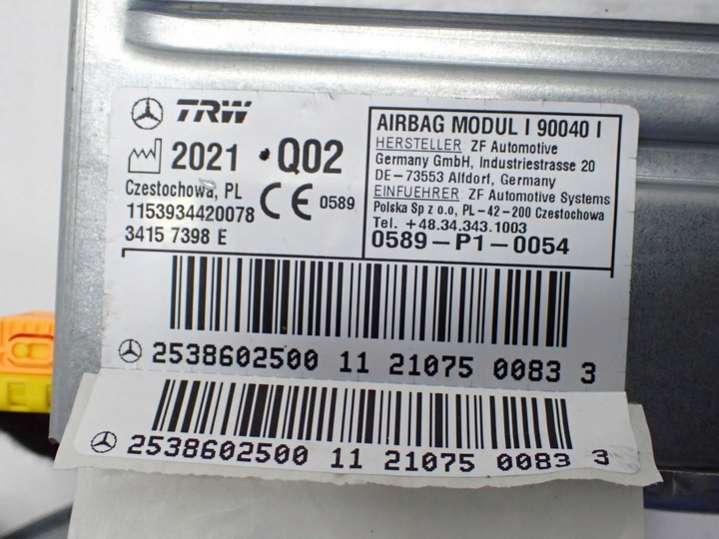 TRW
2021 •Q02
Czestochowa, PL
1153934420078
34157398 E
CE 0589
AIRBAG MODUL I 90040 I
HERSTELLER ZF Automotive
Germany GmbH, Industriestrasse 20
DE-73553 Alfdorf, Germany
EINFUEHRER ZF Automotive Systems
Polska Sp z o.o, PL-42-200 Czestochowa
Tel. +48.34.343.1003
0589-P1-0054
2538602500 11 21075 0083 3
2538602500 11 21075 0083 3